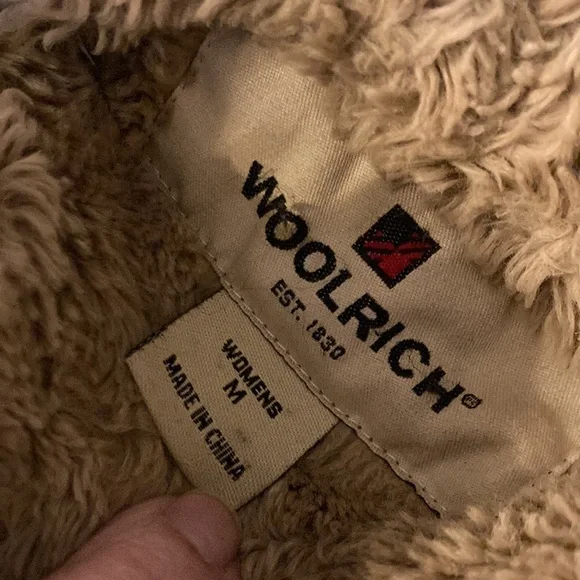 WOOLRICH®
EST. 1830
WOMENS
M
MADE IN CHINA